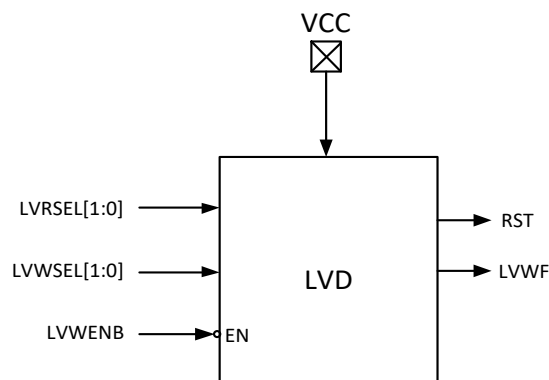 VCC
LVRSEL[1:0]
RST
LVWSEL[1:0]
LVD
LVWF
LVWENB
EN